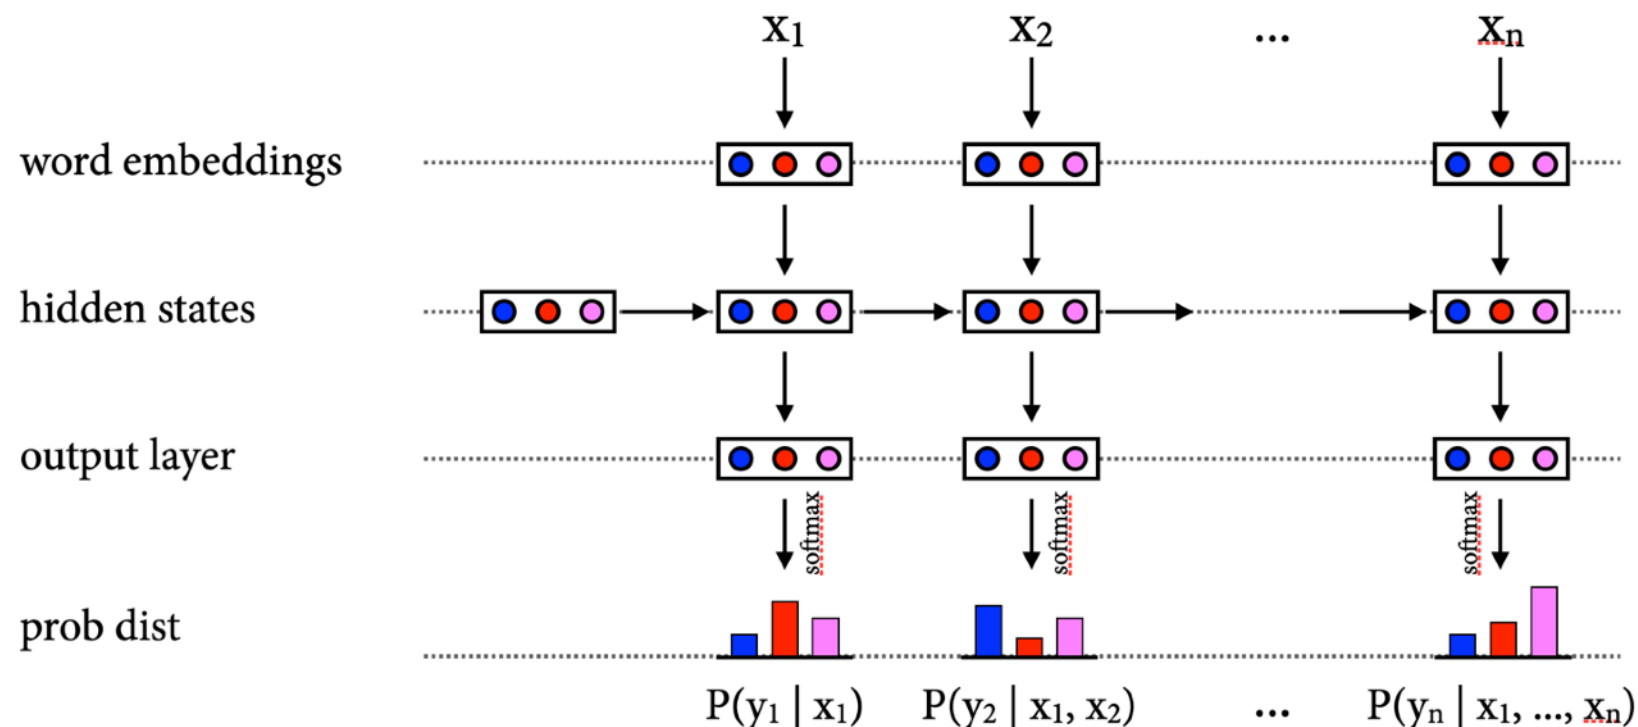 x₁ x₂ ... xₙ
word embeddings
hidden states
output layer
softmax softmax softmax
prob dist
P(y₁ | x₁) P(y₂ | x₁, x₂) ... P(yₙ | x₁, ..., xₙ)